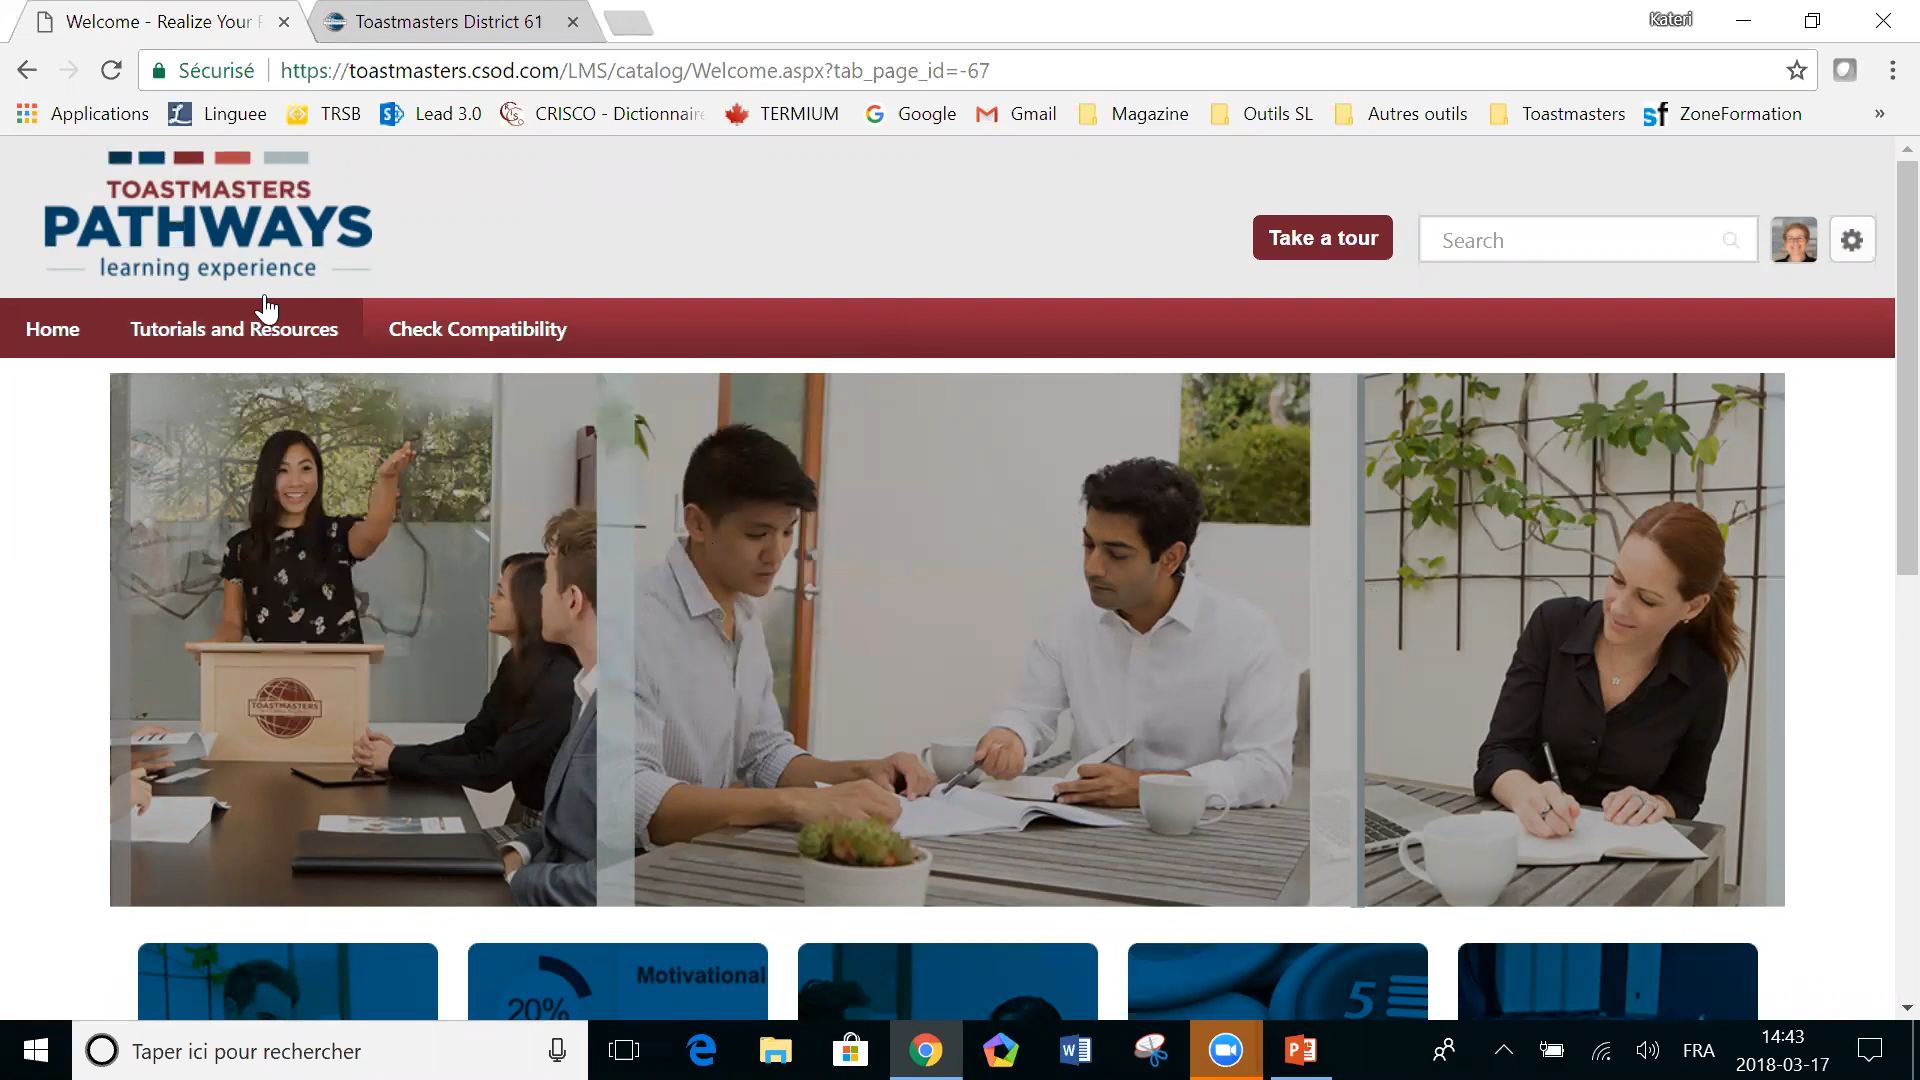 Welcome - Realize Your
Toastmasters District 61
Kateri
Sécurisé
https://toastmasters.csod.com/LMS/catalog/Welcome.aspx?tab_page_id=-67
Applications
Linguee
TRSB
Lead 3.0
CRISCO - Dictionnaire
TERMIUM
Google
Gmail
Magazine
Outils SL
Autres outils
Toastmasters
ZoneFormation
»
TOASTMASTERS
PATHWAYS
learning experience
Take a tour
Search
Home
Tutorials and Resources
Check Compatibility
TOASTMASTERS
20%
Motivational
5
Taper ici pour rechercher
FRA
14:43
2018-03-17